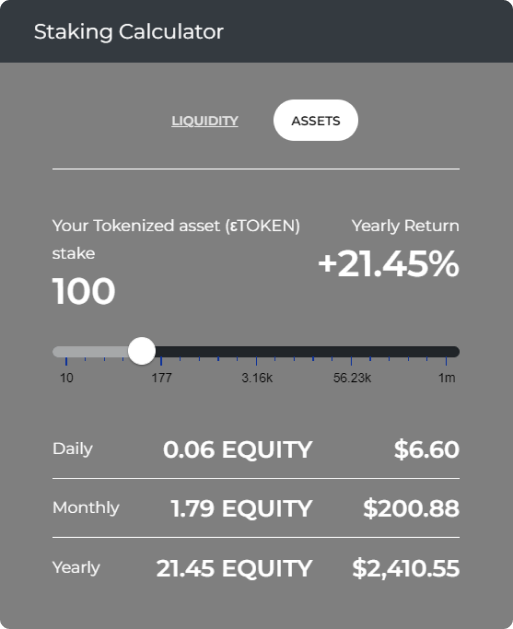 Staking Calculator
LIQUIDITY ASSETS
Your Tokenized asset (εTOKEN) Yearly Return
stake
100 +21.45%
10 177 3.16k 56.23k 1m
Daily 0.06 EQUITY $6.60
Monthly 1.79 EQUITY $200.88
Yearly 21.45 EQUITY $2,410.55